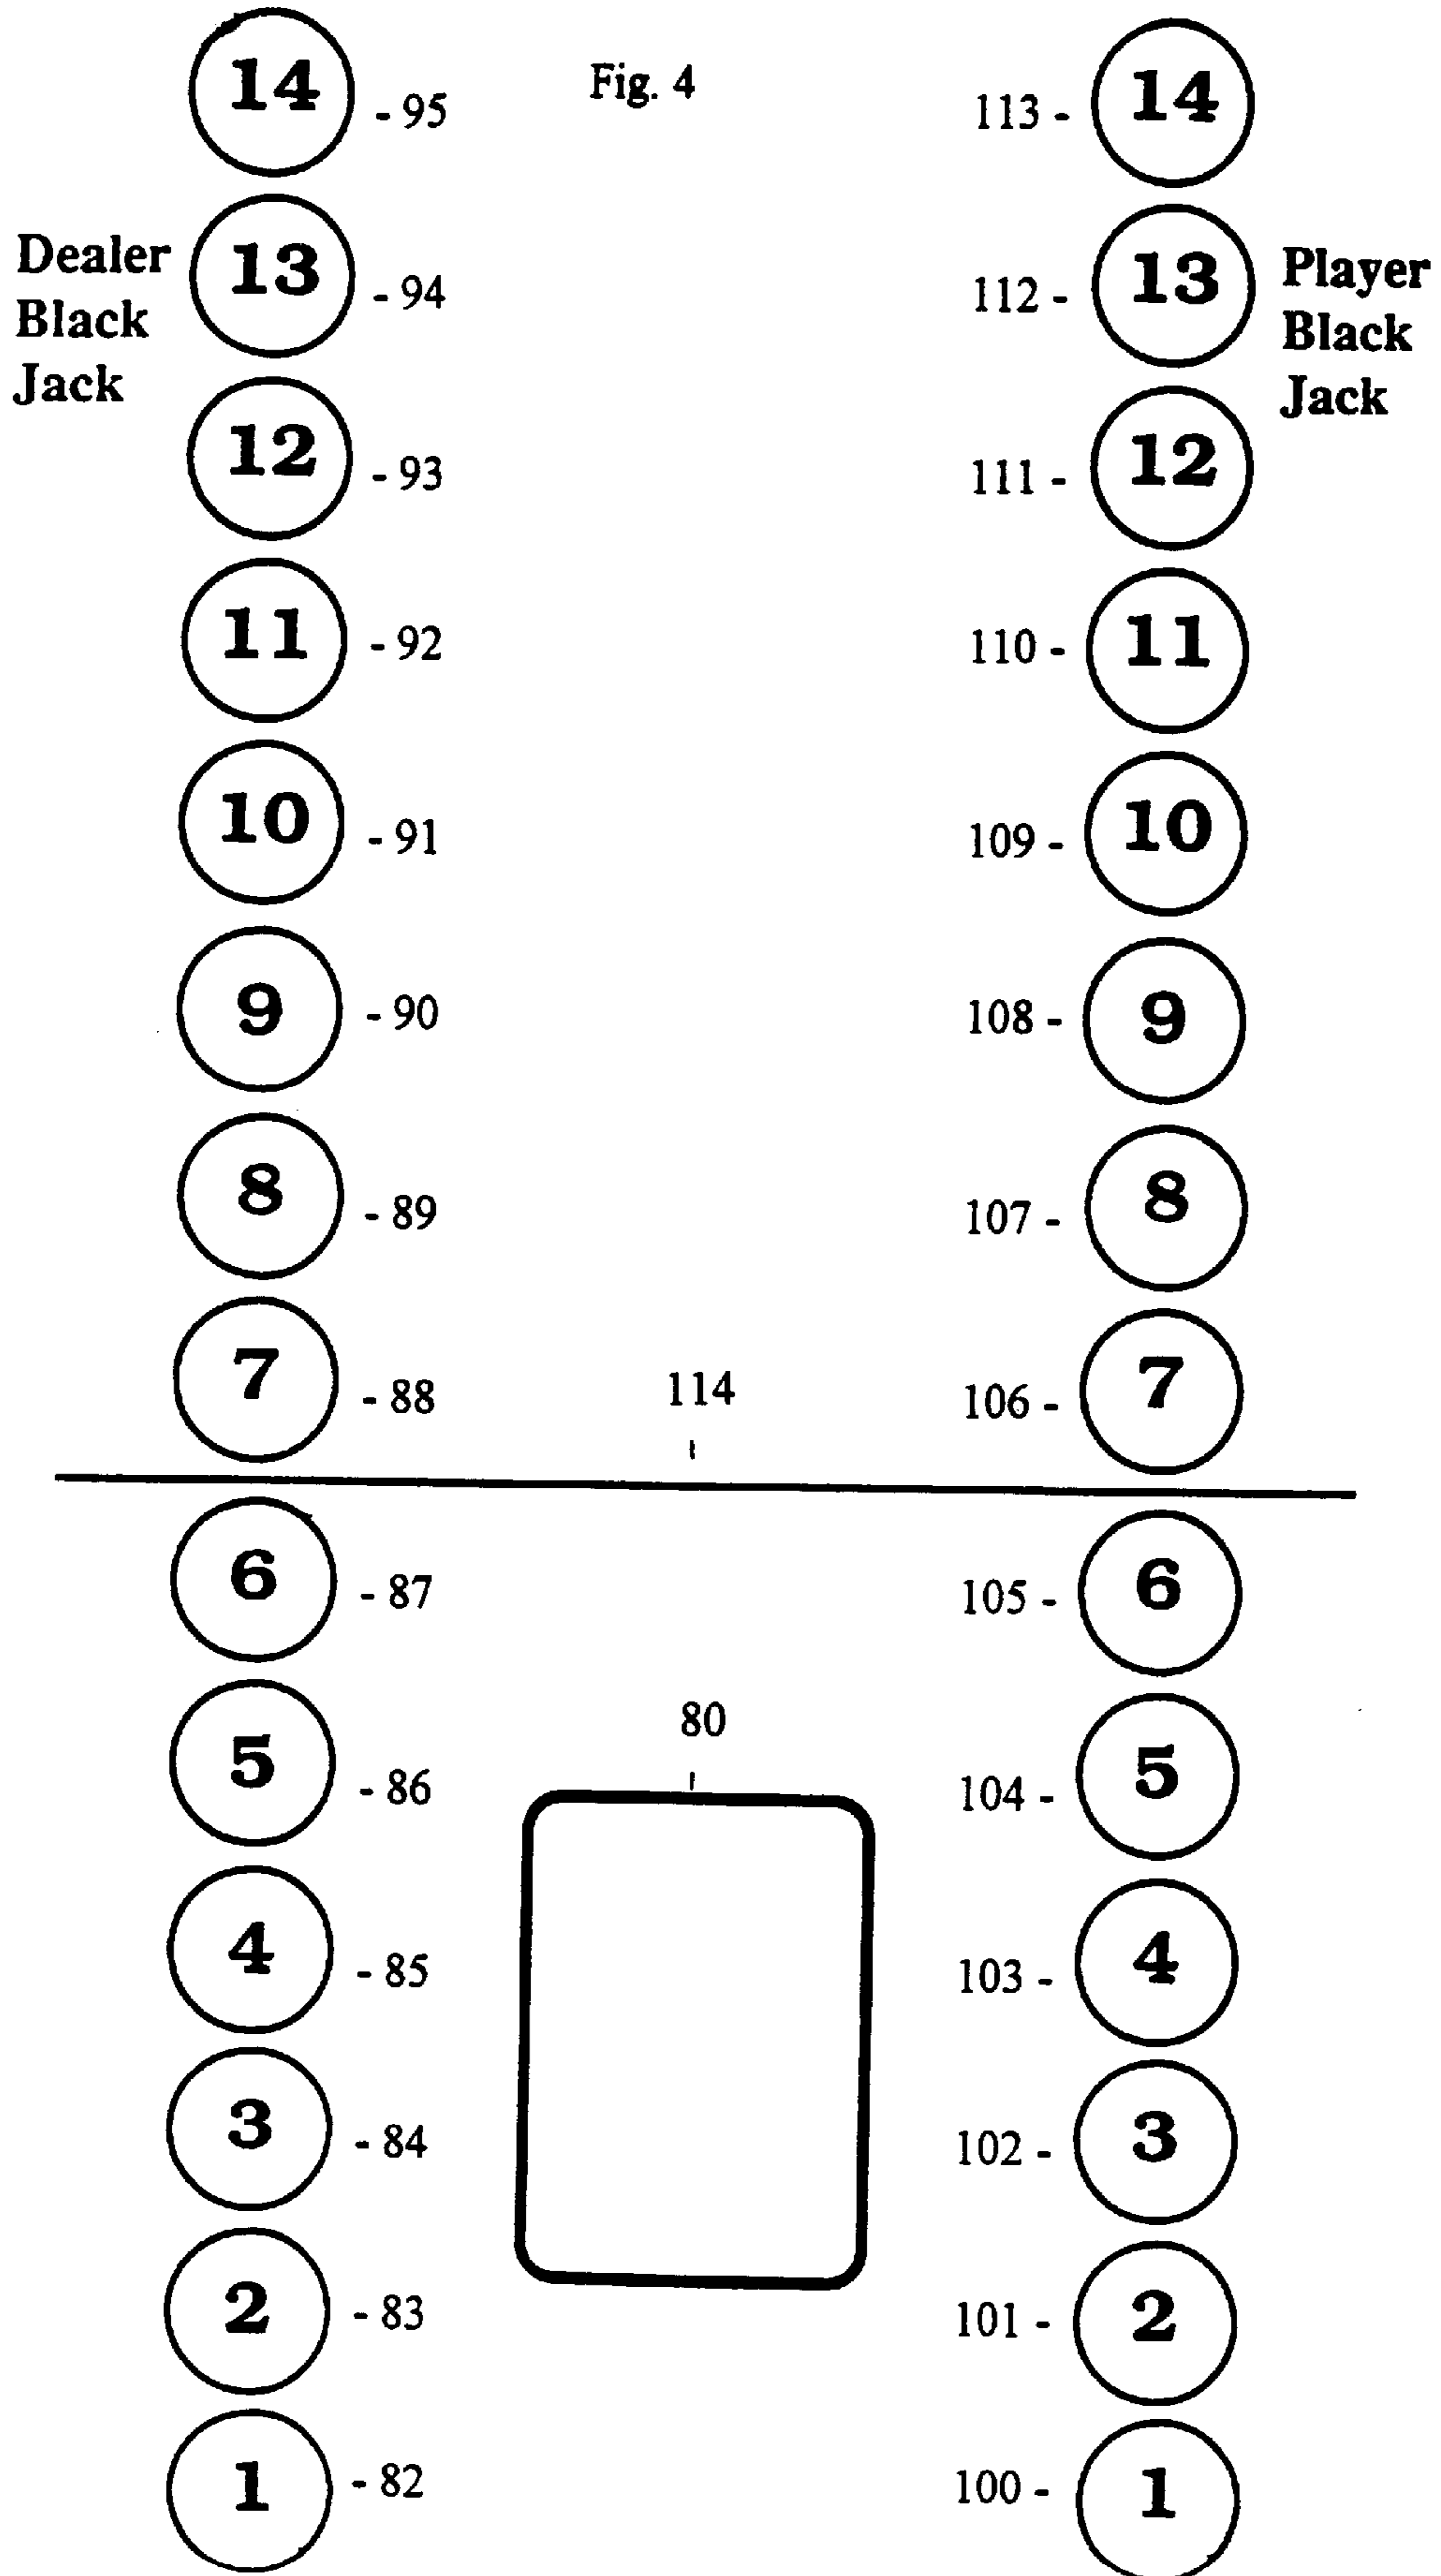 Fig. 4
14 - 95 113 - 14
Dealer
Black
Jack
13 - 94 112 - 13
Player
Black
Jack
12 - 93 111 - 12
11 - 92 110 - 11
10 - 91 109 - 10
9 - 90 108 - 9
8 - 89 107 - 8
7 - 88 106 - 7
114
6 - 87 105 - 6
80
5 - 86 104 - 5
4 - 85 103 - 4
3 - 84 102 - 3
2 - 83 101 - 2
1 - 82 100 - 1